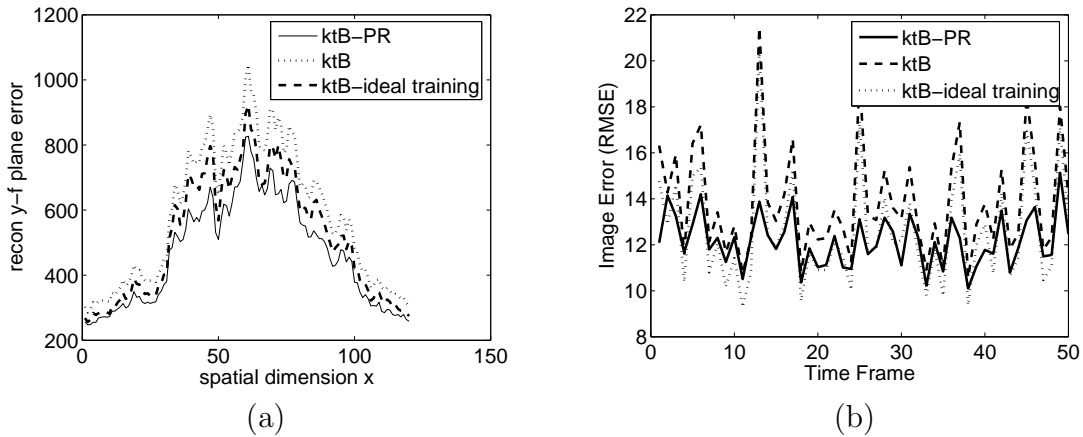 1200
1000
800
600
400
200
0
50
100
150
recon y−f plane error
spatial dimension x
ktB−PR
ktB
ktB−ideal training
(a)
22
20
18
16
14
12
10
8
0
10
20
30
40
50
Image Error (RMSE)
Time Frame
ktB−PR
ktB
ktB−ideal training
(b)